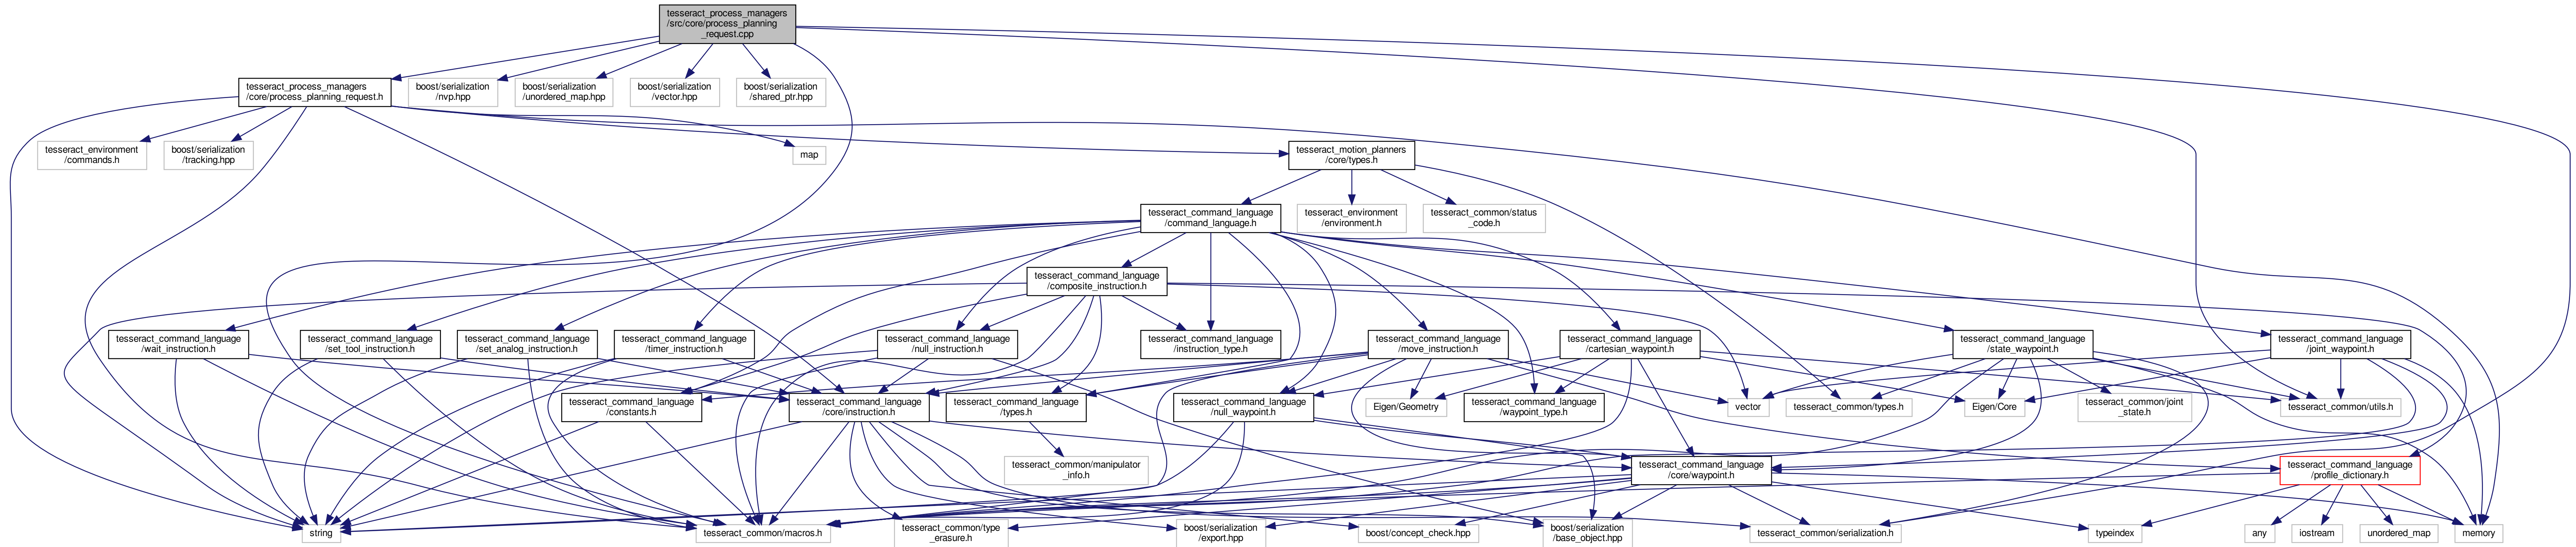 tesseract_process_managers
/src/core/process_planning
_request.cpp
tesseract_process_managers
/core/process_planning_request.h
boost/serialization
/nvp.hpp
boost/serialization
/unordered_map.hpp
boost/serialization
/vector.hpp
boost/serialization
/shared_ptr.hpp
tesseract_environment
/commands.h
boost/serialization
/tracking.hpp
map
tesseract_motion_planners
/core/types.h
tesseract_command_language
/command_language.h
tesseract_environment
/environment.h
tesseract_common/status
_code.h
tesseract_command_language
/composite_instruction.h
tesseract_command_language
/wait_instruction.h
tesseract_command_language
/set_tool_instruction.h
tesseract_command_language
/set_analog_instruction.h
tesseract_command_language
/timer_instruction.h
tesseract_command_language
/null_instruction.h
tesseract_command_language
/instruction_type.h
tesseract_command_language
/move_instruction.h
tesseract_command_language
/cartesian_waypoint.h
tesseract_command_language
/state_waypoint.h
tesseract_command_language
/joint_waypoint.h
tesseract_command_language
/constants.h
tesseract_command_language
/core/instruction.h
tesseract_command_language
/types.h
tesseract_command_language
/null_waypoint.h
Eigen/Geometry
tesseract_command_language
/waypoint_type.h
vector
tesseract_common/types.h
Eigen/Core
tesseract_common/joint
_state.h
tesseract_common/utils.h
tesseract_common/manipulator
_info.h
tesseract_command_language
/core/waypoint.h
tesseract_command_language
/profile_dictionary.h
string
tesseract_common/macros.h
tesseract_common/type
_erasure.h
boost/serialization
/export.hpp
boost/concept_check.hpp
boost/serialization
/base_object.hpp
tesseract_common/serialization.h
typeindex
any
iostream
unordered_map
memory